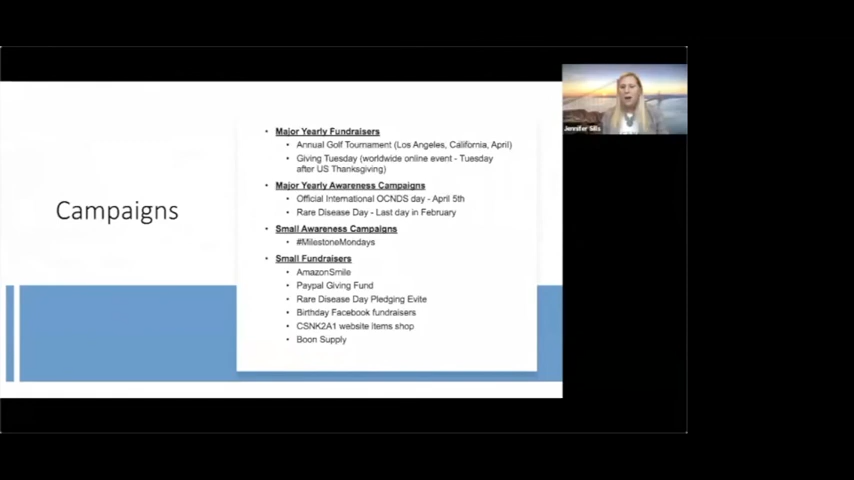 Campaigns
• Major Yearly Fundraisers
• Annual Golf Tournament (Los Angeles, California, April)
• Giving Tuesday (worldwide online event - Tuesday
after US Thanksgiving)
• Major Yearly Awareness Campaigns
• Official International OCNDS day - April 5th
• Rare Disease Day - Last day in February
• Small Awareness Campaigns
• #MilestoneMondays
• Small Fundraisers
• AmazonSmile
• Paypal Giving Fund
• Rare Disease Day Pledging Evite
• Birthday Facebook fundraisers
• CSNK2A1 website items shop
• Boon Supply
Jennifer Sills